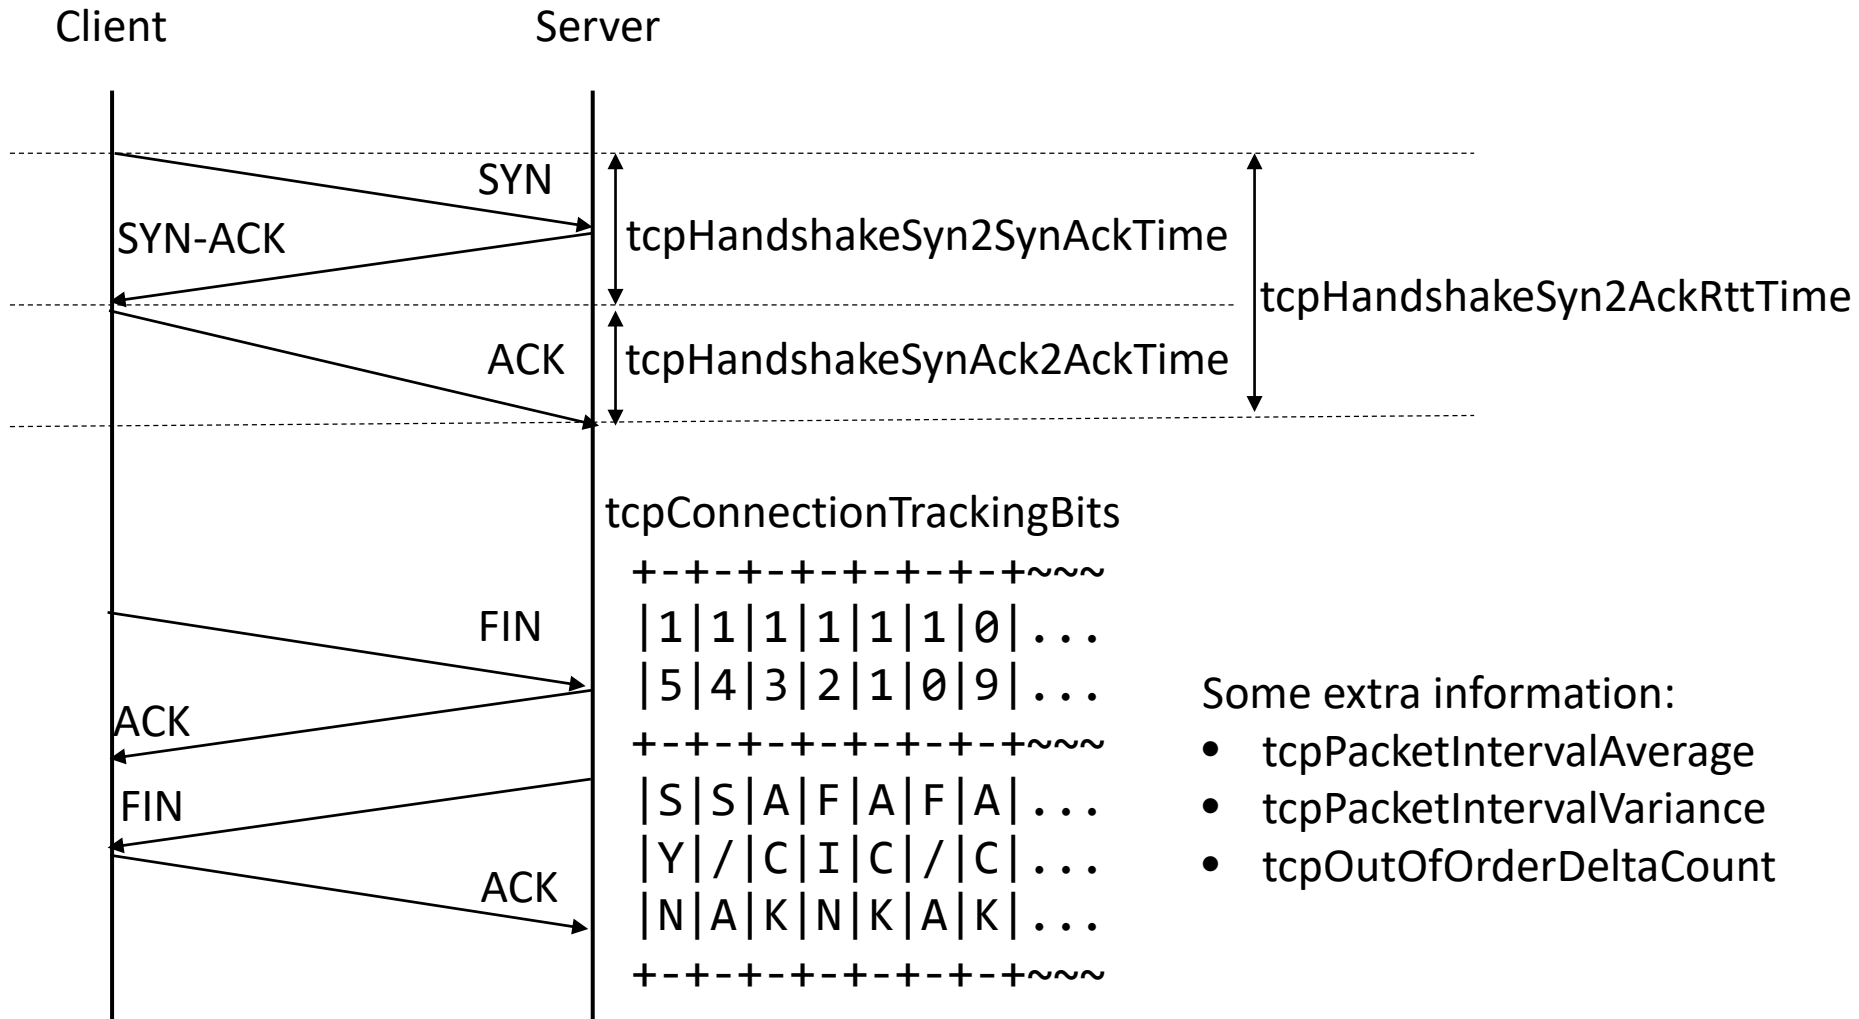 Client
Server
SYN
SYN-ACK
tcpHandshakeSyn2SynAckTime
tcpHandshakeSyn2AckRttTime
ACK
tcpHandshakeSynAck2AckTime
tcpConnectionTrackingBits
+-+-+-+-+-+-+-+~~~
|1|1|1|1|1|1|0|...
|5|4|3|2|1|0|9|...
+-+-+-+-+-+-+-+~~~
|S|S|A|F|A|F|A|...
|Y|/|C|I|C|/|C|...
|N|A|K|N|K|A|K|...
+-+-+-+-+-+-+-+~~~
FIN
ACK
FIN
ACK
Some extra information:
• tcpPacketIntervalAverage
• tcpPacketIntervalVariance
• tcpOutOfOrderDeltaCount